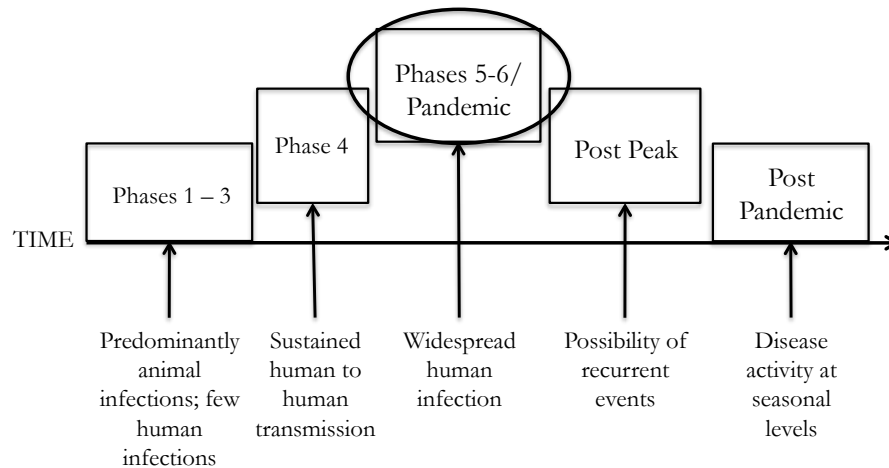 Phases 5-6/
Pandemic
Phase 4
Post Peak
Phases 1 – 3
Post
Pandemic
TIME
Predominantly
animal
infections; few
human
infections
Sustained
human to
human
transmission
Widespread
human
infection
Possibility of
recurrent
events
Disease
activity at
seasonal
levels